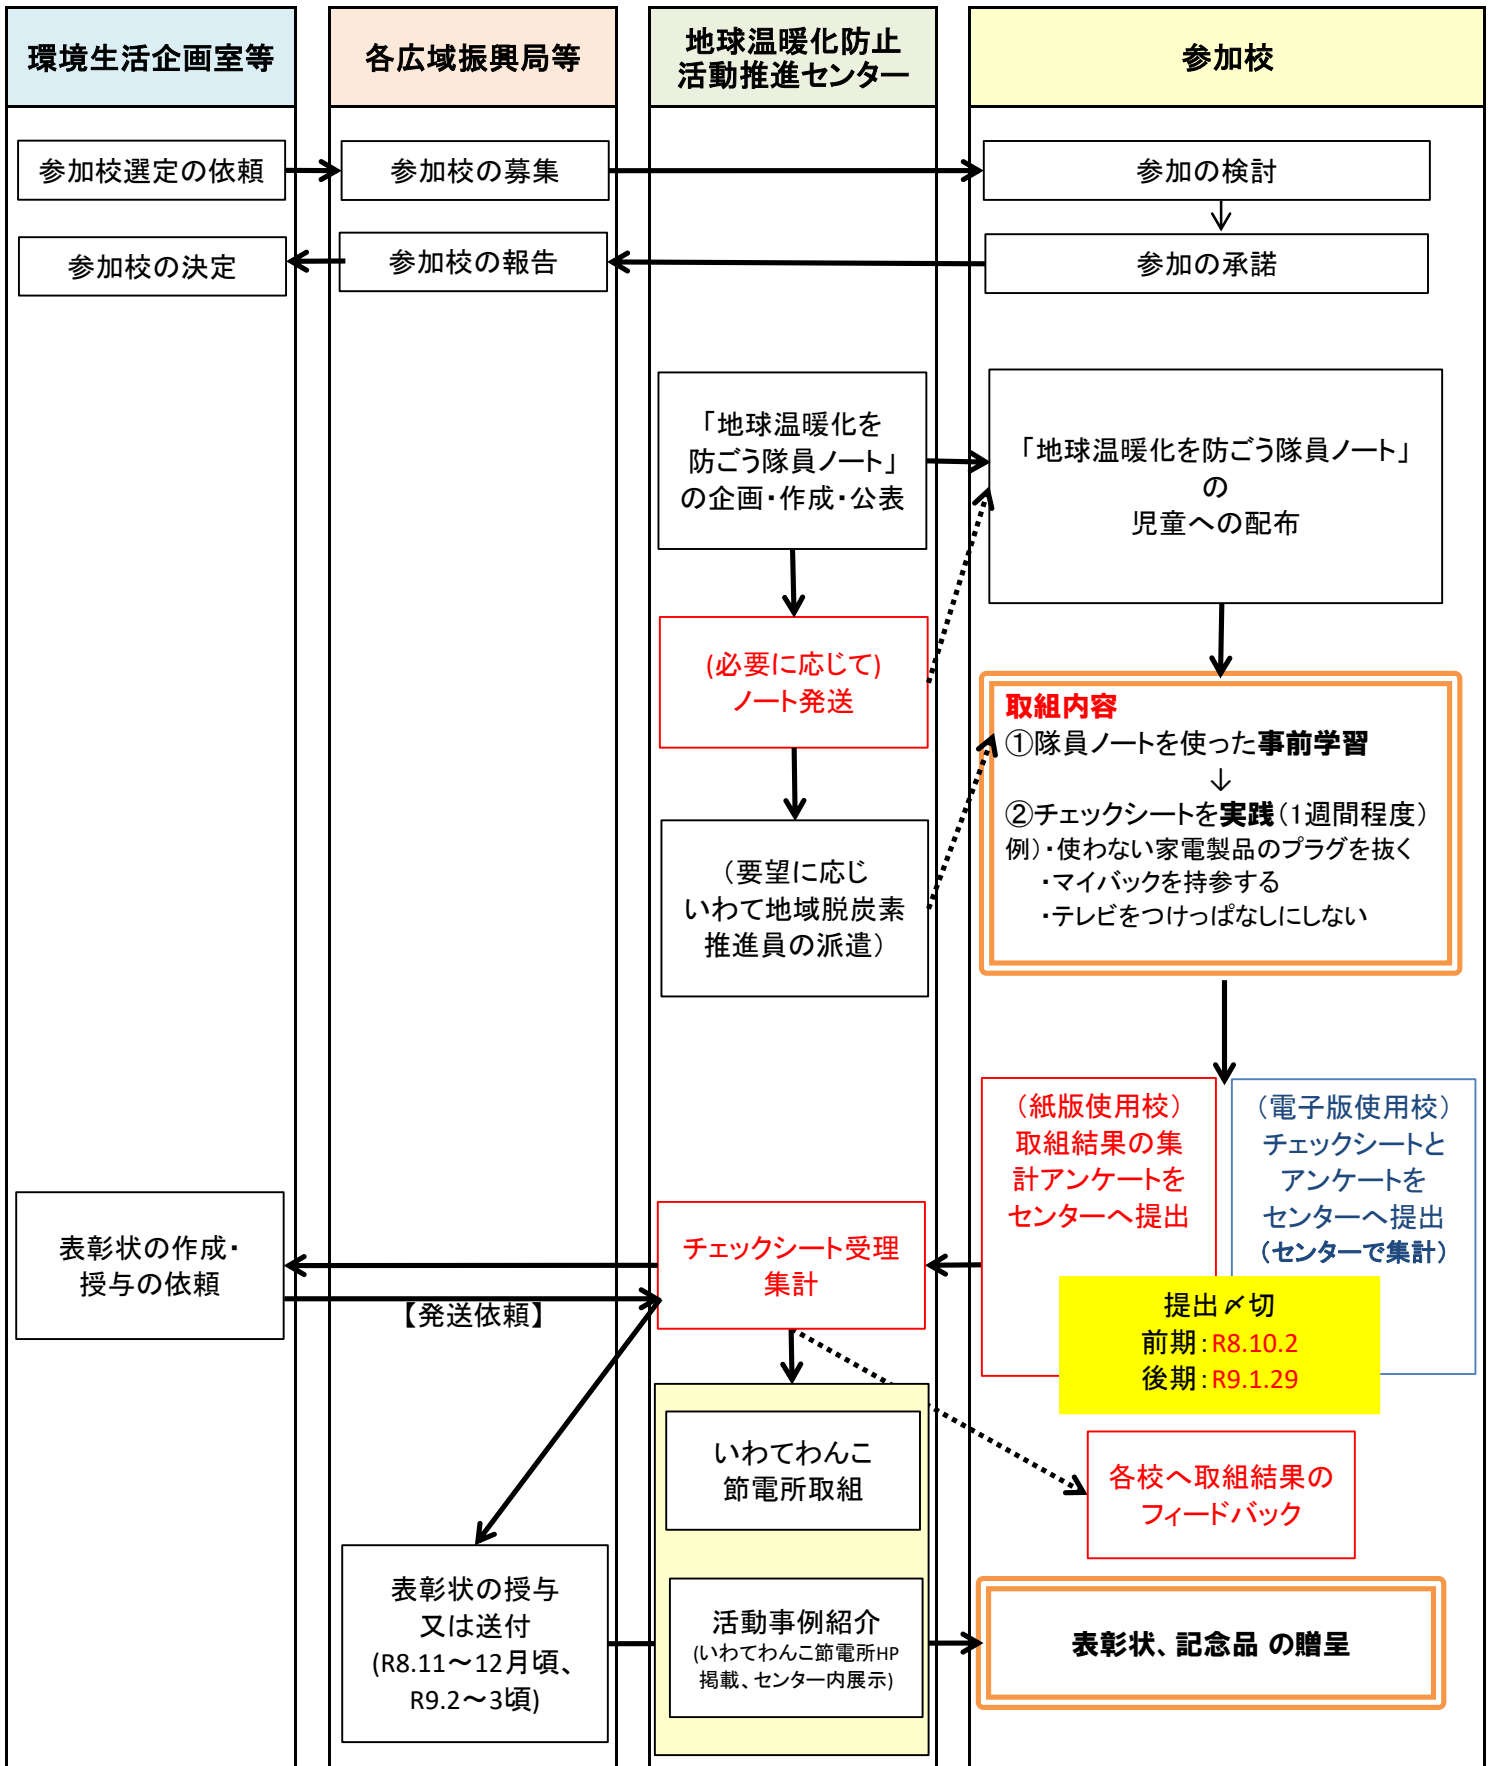 環境生活企画室等
各広域振興局等
地球温暖化防止
活動推進センター
参加校
参加校選定の依頼
参加校の募集
参加の検討
参加校の決定
参加校の報告
参加の承諾
「地球温暖化を
防ごう隊員ノート」
の企画・作成・公表
「地球温暖化を防ごう隊員ノート」
の
児童への配布
(必要に応じて)
ノート発送
（要望に応じ
いわて地域脱炭素
推進員の派遣）
取組内容
①隊員ノートを使った事前学習
↓
②チェックシートを実践（1週間程度）
例）・使わない家電製品のプラグを抜く
・マイバックを持参する
・テレビをつけっぱなしにしない
（紙版使用校）
取組結果の集
計アンケートを
センターへ提出
（電子版使用校）
チェックシートと
アンケートを
センターへ提出
（センターで集計）
提出〆切
前期：R8.10.2
後期：R9.1.29
表彰状の作成・
授与の依頼
チェックシート受理
集計
【発送依頼】
いわてわんこ
節電所取組
各校へ取組結果の
フィードバック
表彰状の授与
又は送付
(R8.11～12月頃、
R9.2～3頃)
活動事例紹介
(いわてわんこ節電所HP
掲載、センター内展示)
表彰状、記念品 の贈呈